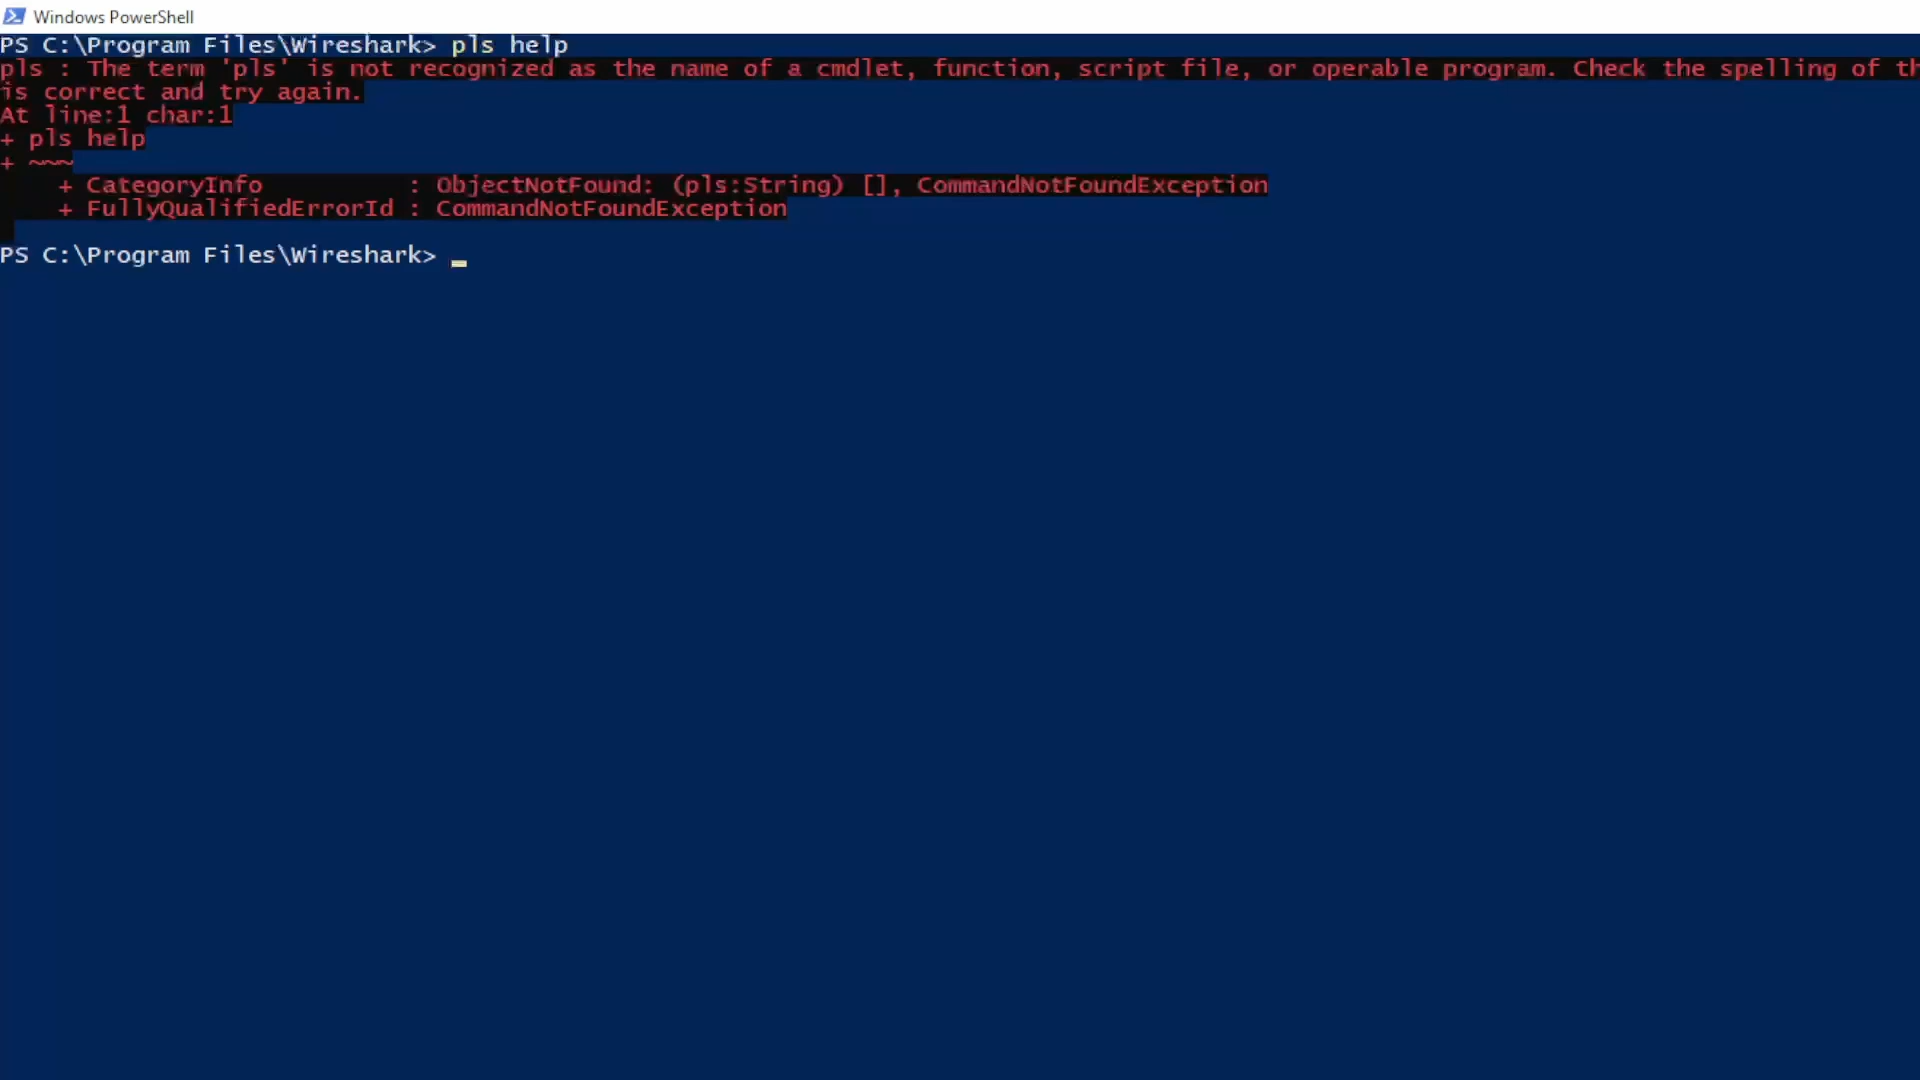 Windows PowerShell
PS C:\Program Files\Wireshark> pls help
pls : The term 'pls' is not recognized as the name of a cmdlet, function, script file, or operable program. Check the spelling of th
is correct and try again.
At line:1 char:1
+ pls help
+ ~~~
    + CategoryInfo          : ObjectNotFound: (pls:String) [], CommandNotFoundException
    + FullyQualifiedErrorId : CommandNotFoundException
PS C:\Program Files\Wireshark> _